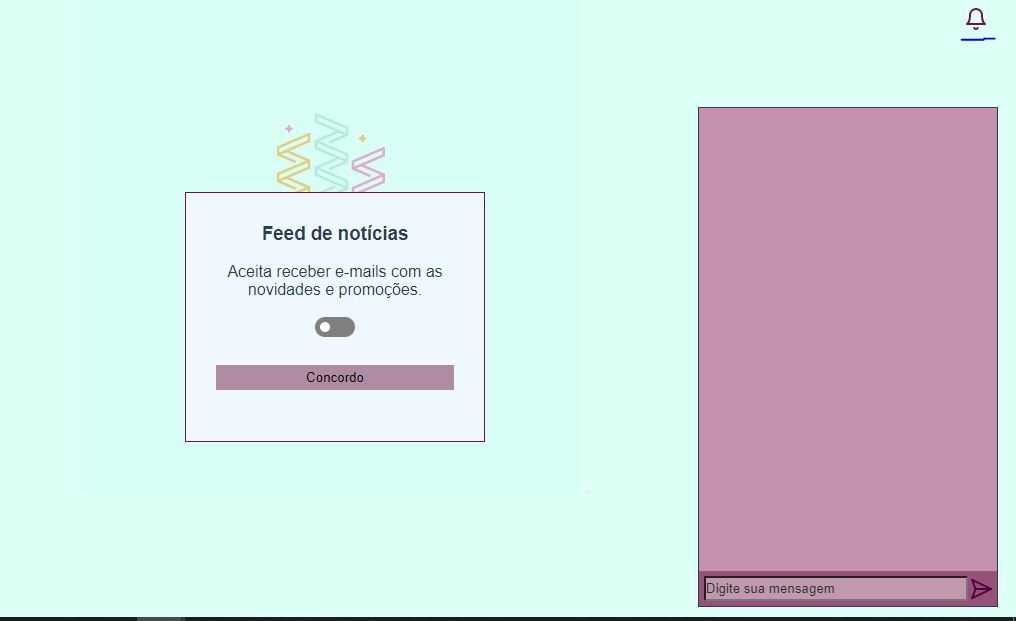 Feed de notícias
Aceita receber e-mails com as
novidades e promoções.
Concordo
Digite sua mensagem